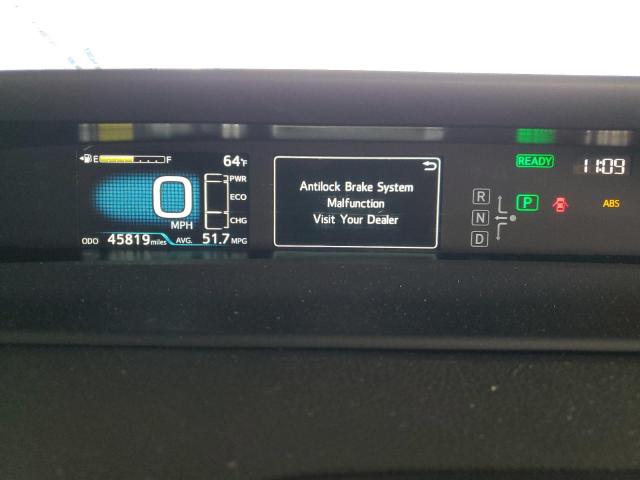 E F 64°F
PWR
ECO
CHG
0
MPH
ODO 45819 miles AVG. 51.7 MPG
Antilock Brake System
Malfunction
Visit Your Dealer
READY 11:09
R
N
D
P
ABS